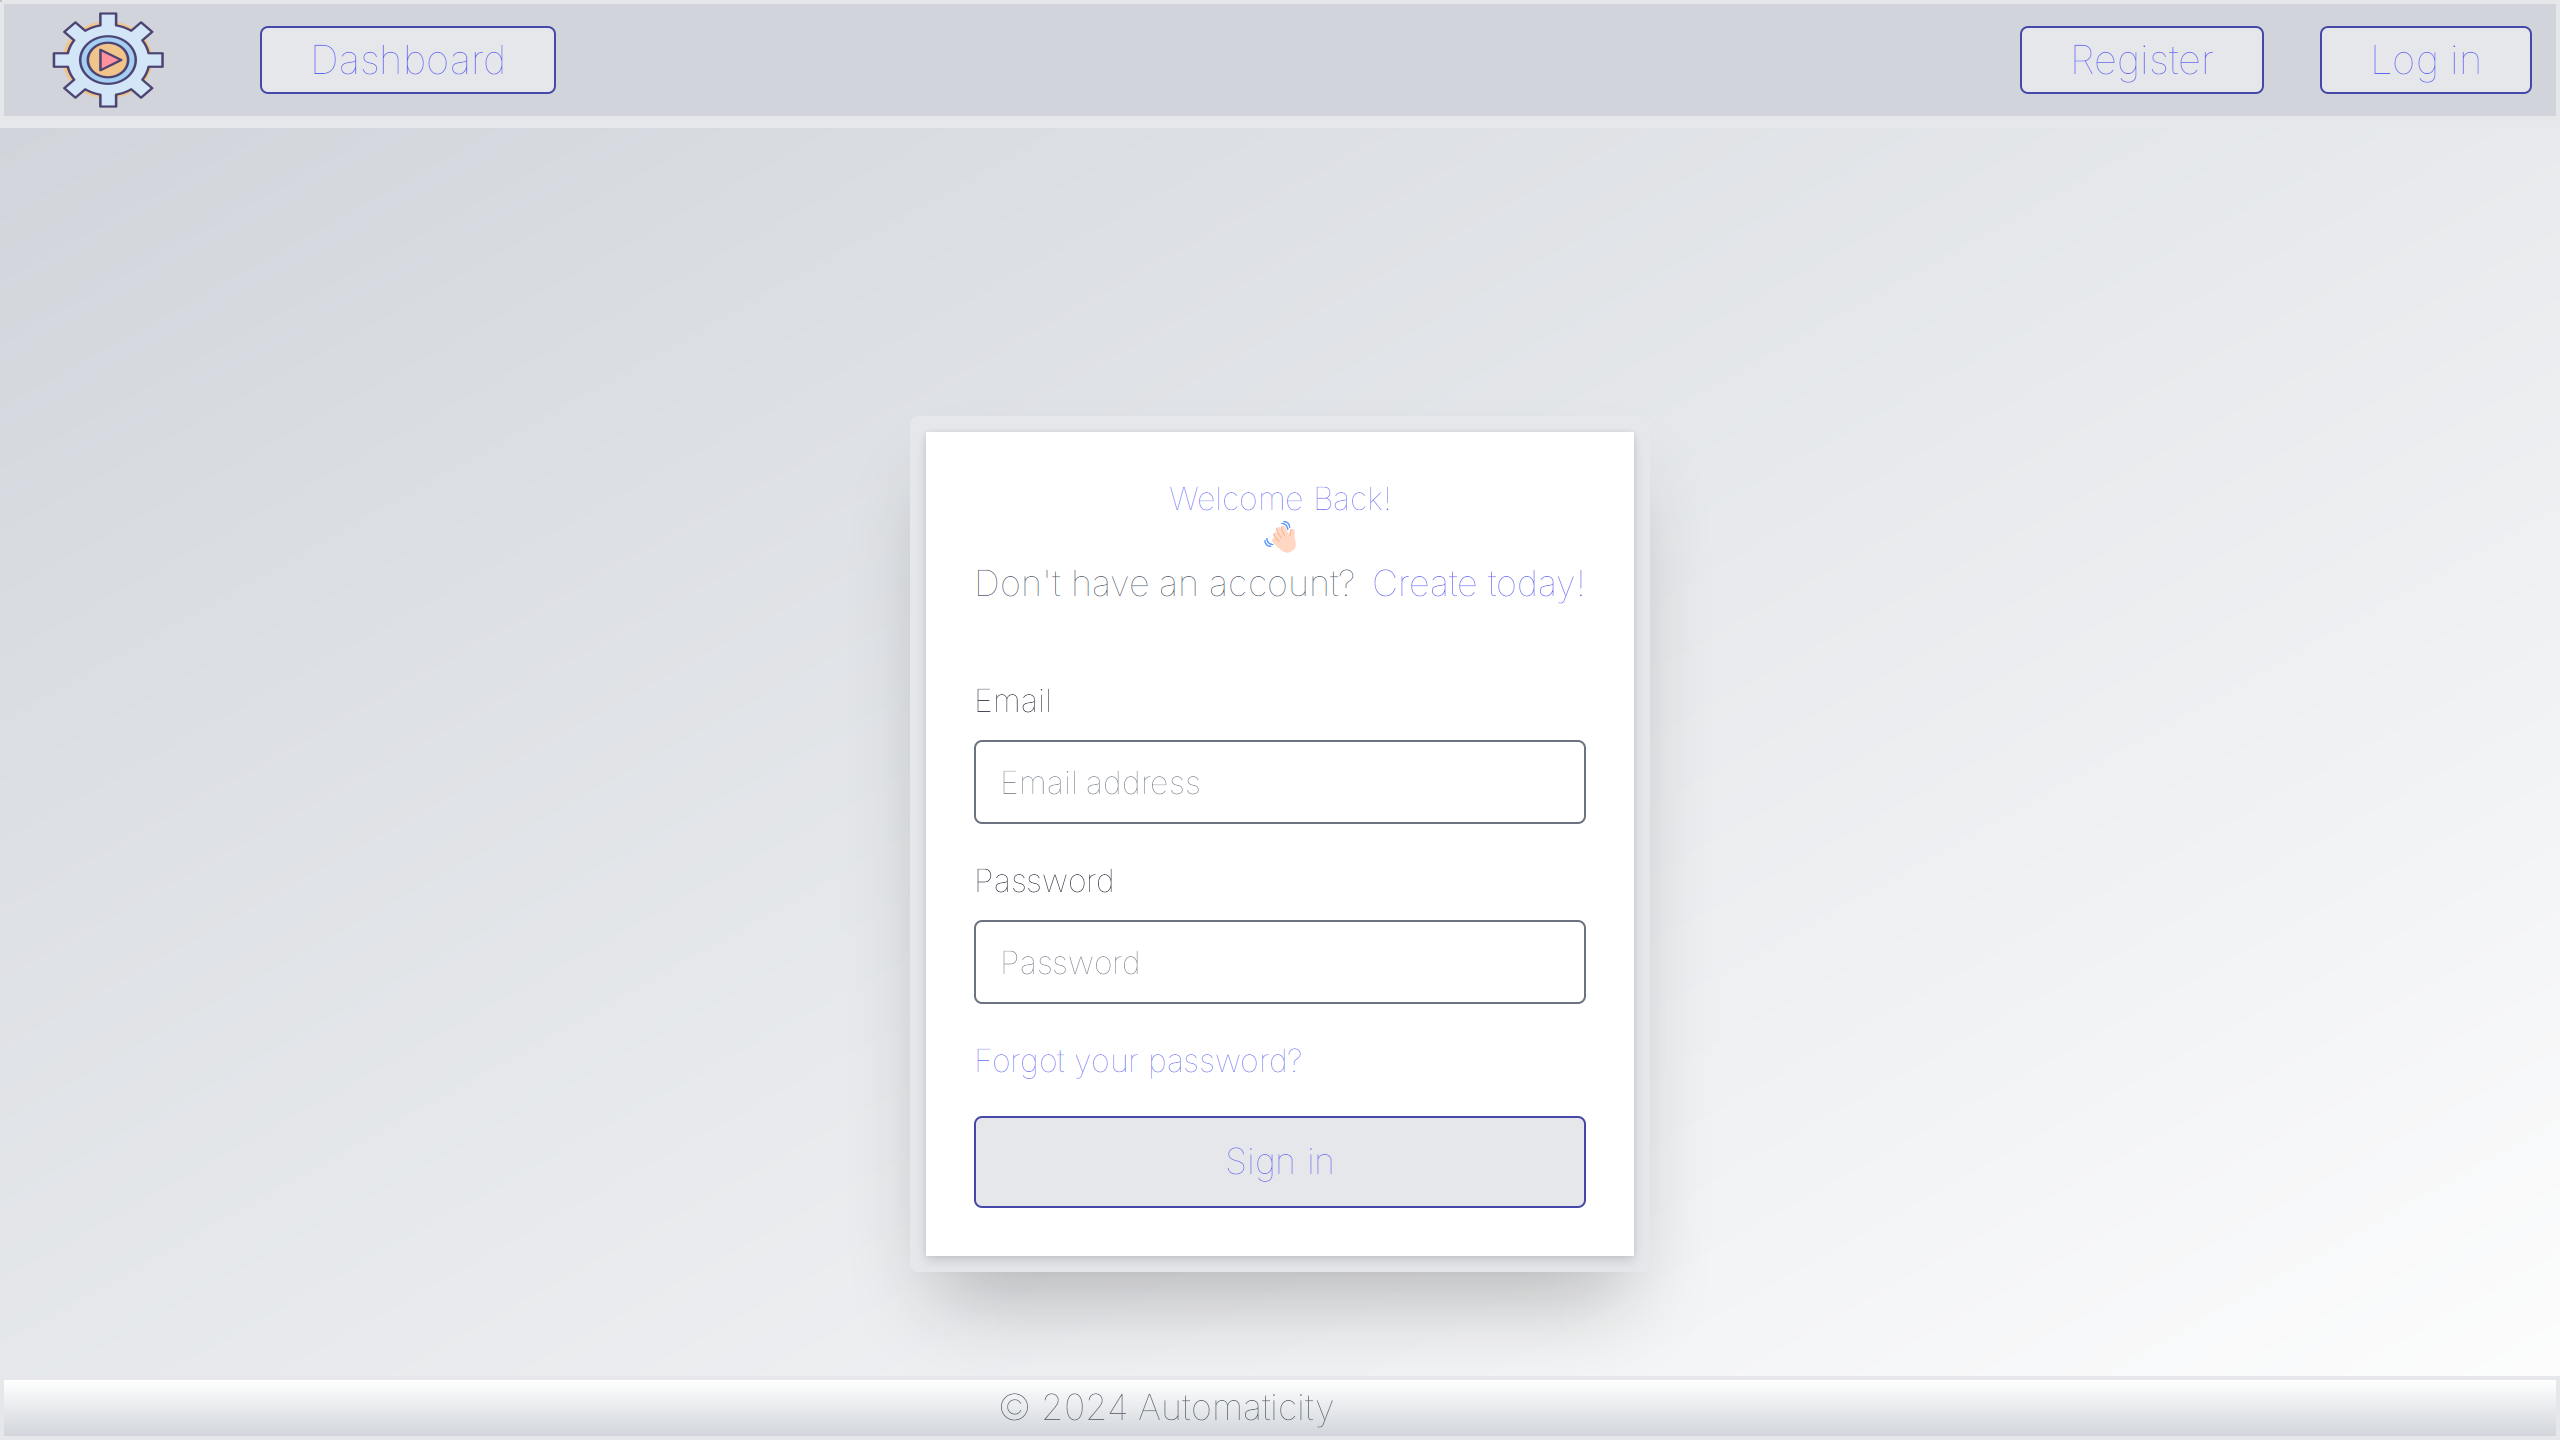 Dashboard
Register
Log in
Welcome Back!
👋🏻
Don't have an account? Create today!
Email
Email address
Password
Password
Forgot your password?
Sign in
© 2024 Automaticity